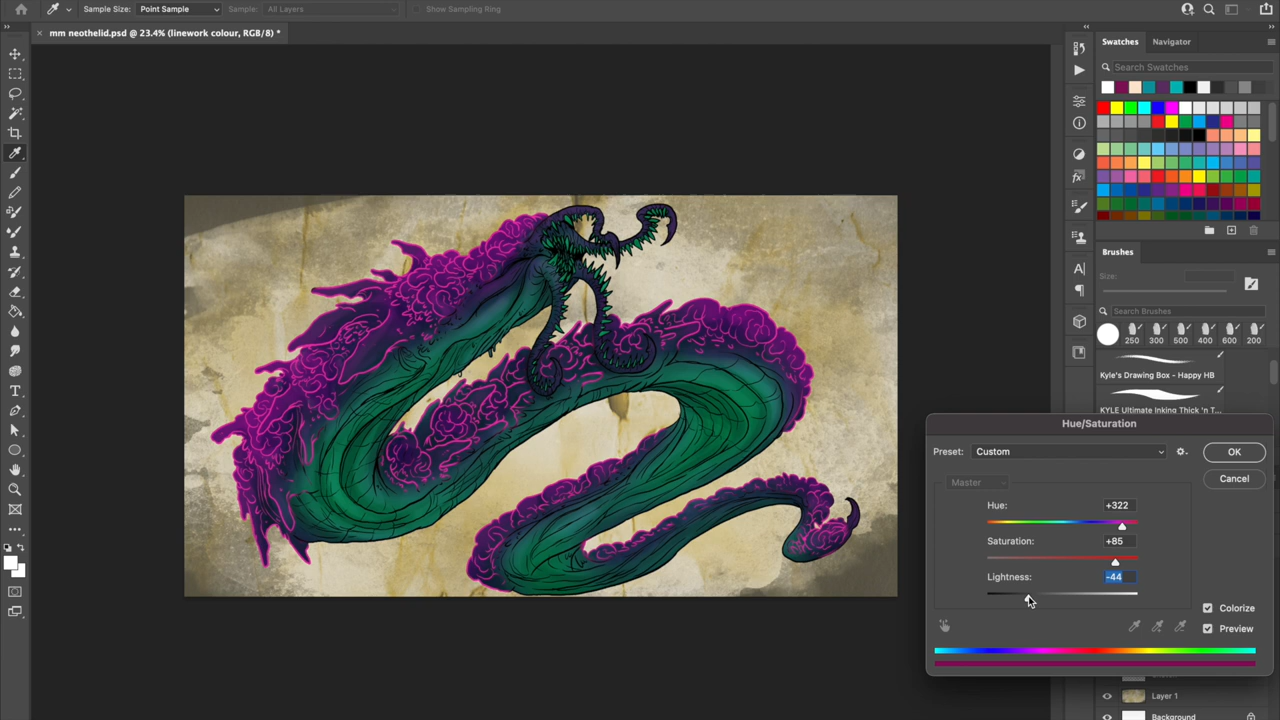 Sample Size: Point Sample Sample: All Layers Show Sampling Ring
mm neothelid.psd @ 23.4% (linework colour, RGB/8) *
Swatches Navigator
Search Swatches
Brushes
Size:
Search Brushes
250 300 500 400 600 200
Kyle's Drawing Box - Happy HB
KYLE Ultimate Inking Thick 'n T...
Hue/Saturation
Preset: Custom
OK
Cancel
Master
Hue: +322
Saturation: +85
Lightness: -44
Colorize
Preview
Layer 1
Background